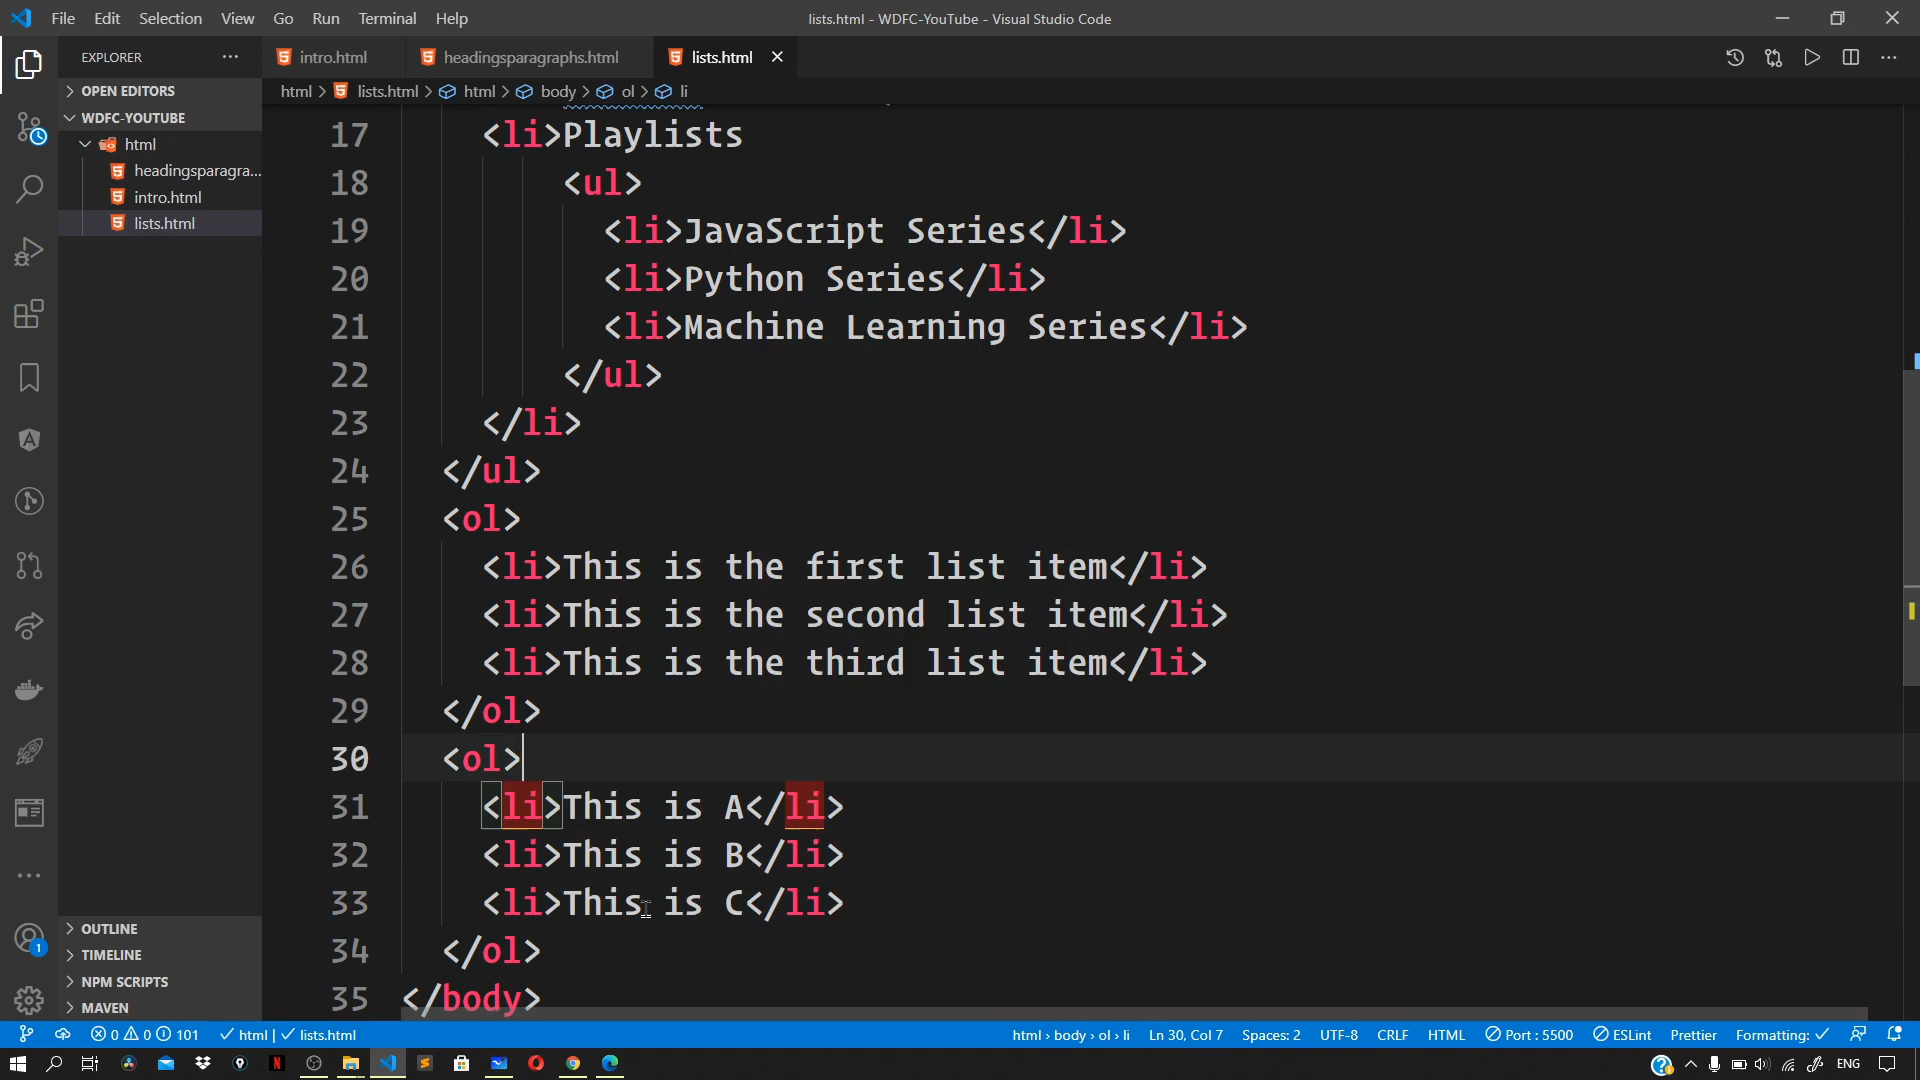 File Edit Selection View Go Run Terminal Help
lists.html - WDFC-YouTube - Visual Studio Code
EXPLORER
intro.html
headingsparagraphs.html
lists.html
OPEN EDITORS
html > lists.html > html > body > ol > li
WDFC-YOUTUBE
html
headingsparagra...
intro.html
lists.html
17 <li>Playlists
18 <ul>
19 <li>JavaScript Series</li>
20 <li>Python Series</li>
21 <li>Machine Learning Series</li>
22 </ul>
23 </li>
24 </ul>
25 <ol>
26 <li>This is the first list item</li>
27 <li>This is the second list item</li>
28 <li>This is the third list item</li>
29 </ol>
30 <ol>
31 <li>This is A</li>
32 <li>This is B</li>
33 <li>This is C</li>
34 </ol>
35 </body>
OUTLINE
TIMELINE
NPM SCRIPTS
MAVEN
1
0 0 101 html | lists.html
html › body › ol › li Ln 30, Col 7 Spaces: 2 UTF-8 CRLF HTML Port : 5500 ESLint Prettier Formatting:
ENG